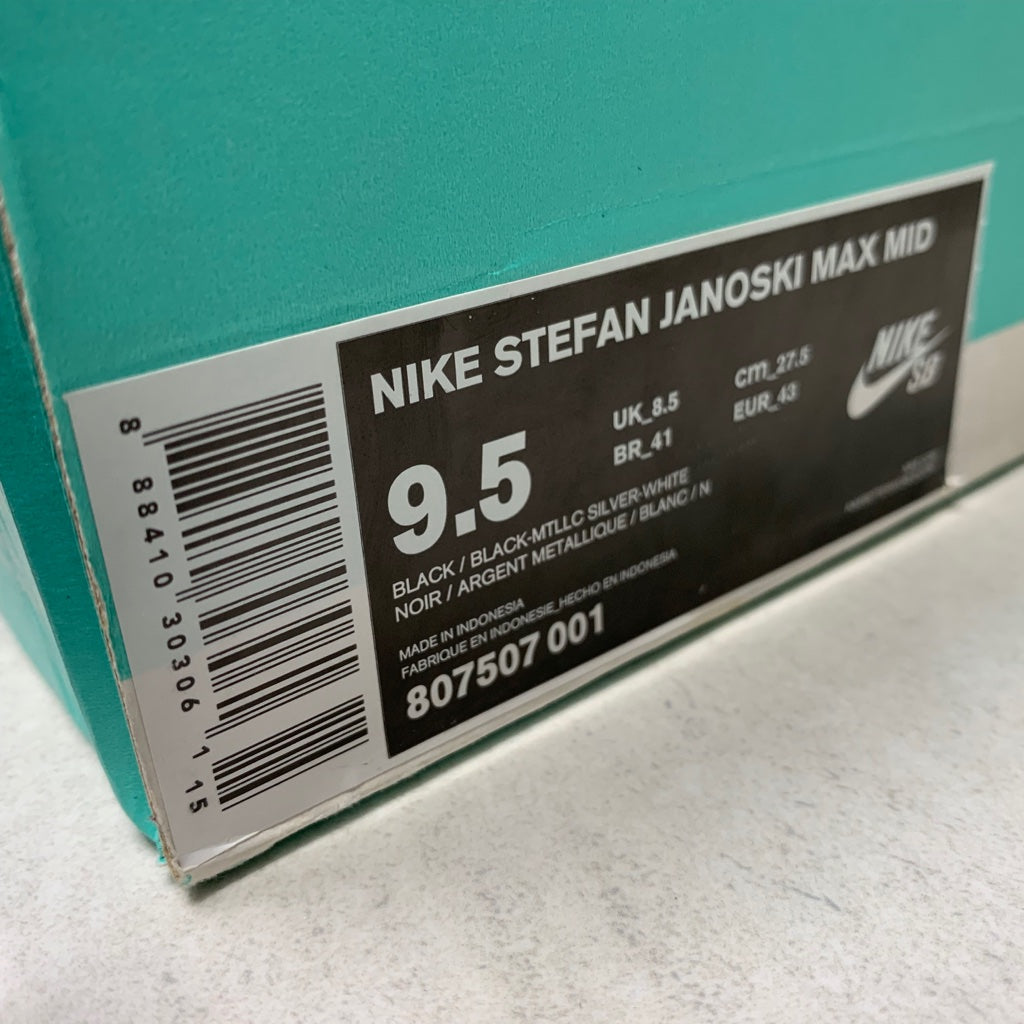 NIKE STEFAN JANOSKI MAX MID
9.5
UK_8.5
cm_27.5
BR_41
EUR_43
NIKE
SB
BLACK / BLACK-MTLLC SILVER-WHITE
NOIR / ARGENT METALLIQUE / BLANC / N
MADE IN INDONESIA
FABRIQUE EN INDONESIE_HECHO EN INDONESIA
807507 001
8 88410 30306 1 15